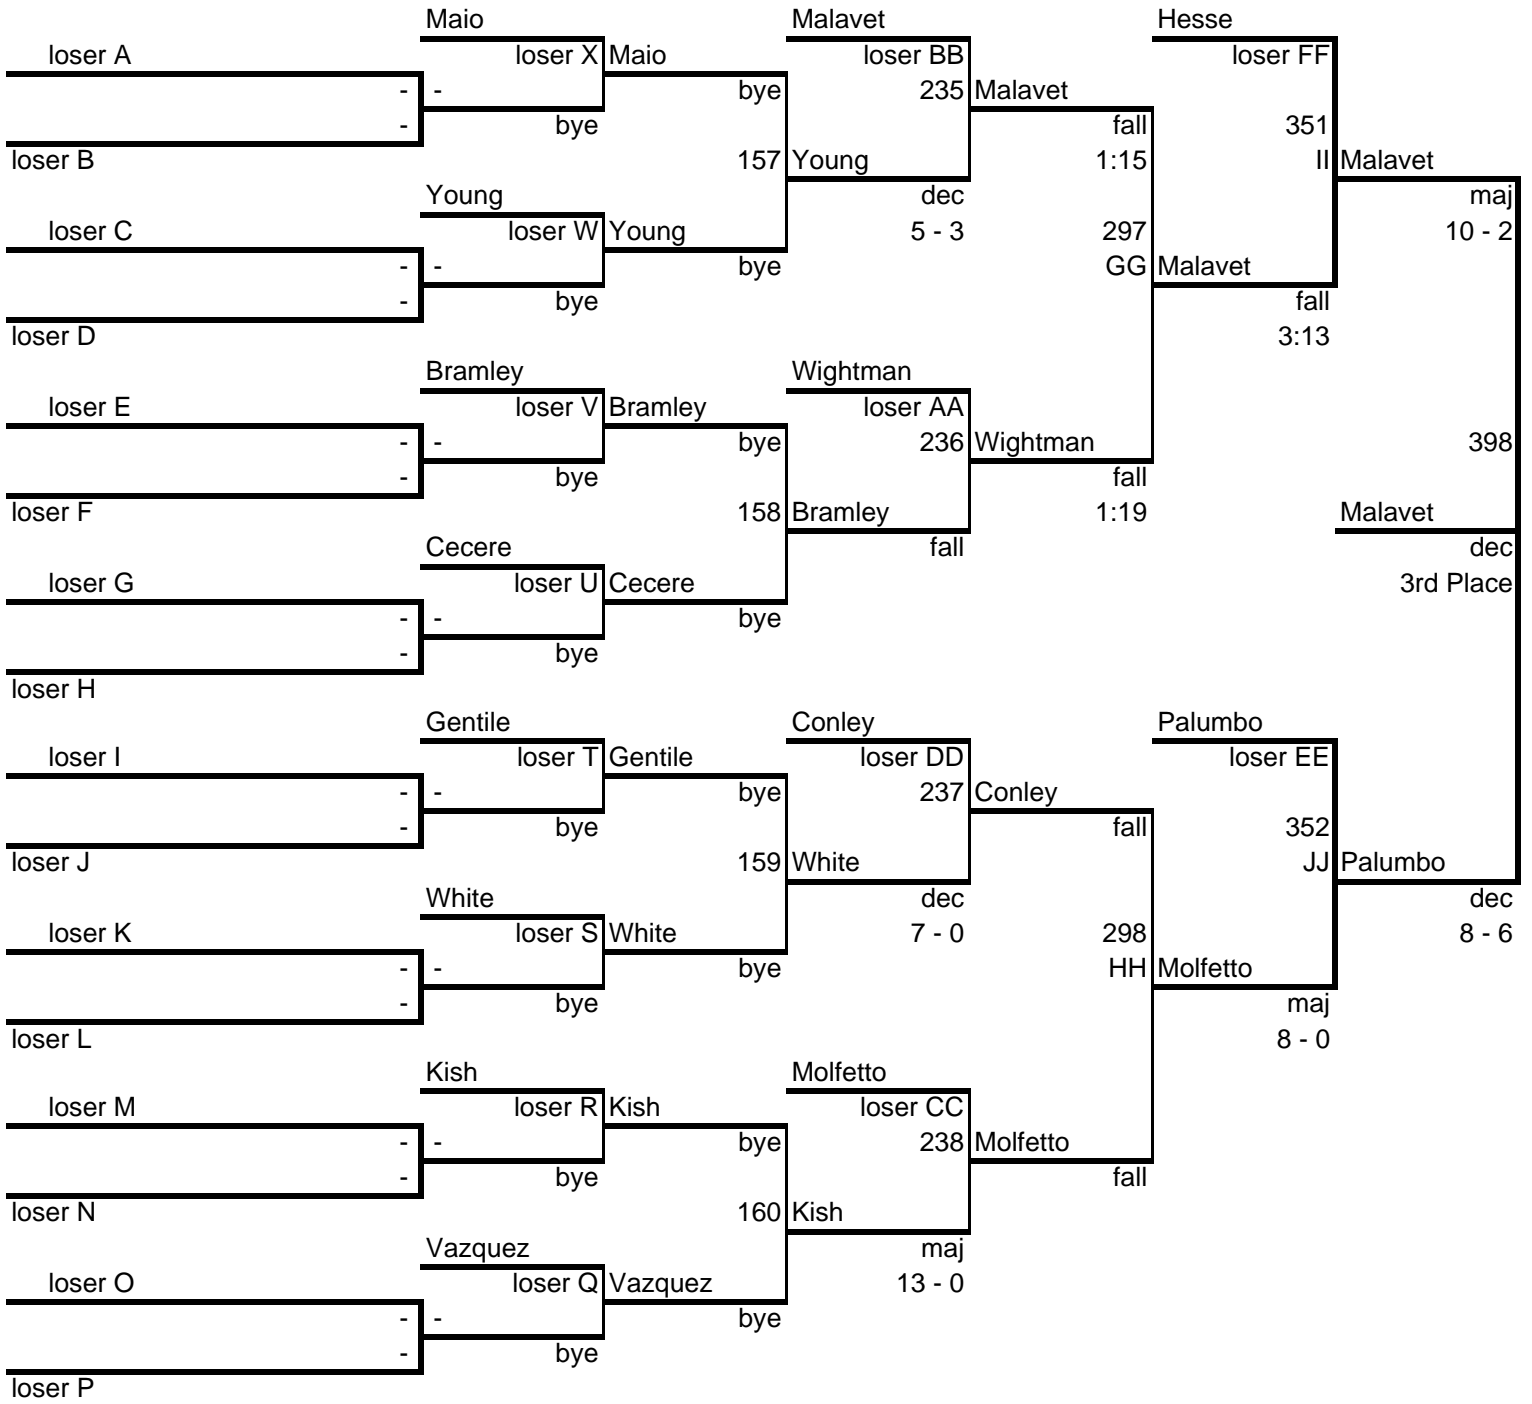 Maio Malavet Hesse
loser A loser X Maio loser BB loser FF
- - bye 235 Malavet
- bye fall 351
loser B 157 Young 1:15 II Malavet
Young dec maj
loser C loser W Young 5 - 3 297 10 - 2
- - bye GG Malavet
- bye fall
loser D 3:13
Bramley Wightman
loser E loser V Bramley loser AA
- - bye 236 Wightman 398
- bye fall
loser F 158 Bramley 1:19 Malavet
Cecere fall dec
loser G loser U Cecere 3rd Place
- - bye
- bye
loser H
Gentile Conley Palumbo
loser I loser T Gentile loser DD loser EE
- - bye 237 Conley
- bye fall 352
loser J 159 White JJ Palumbo
White dec dec
loser K loser S White 7 - 0 298 8 - 6
- - bye HH Molfetto
- bye maj
loser L 8 - 0
Kish Molfetto
loser M loser R Kish loser CC
- - bye 238 Molfetto
- bye fall
loser N 160 Kish
Vazquez maj
loser O loser Q Vazquez 13 - 0
- - bye
- bye
loser P